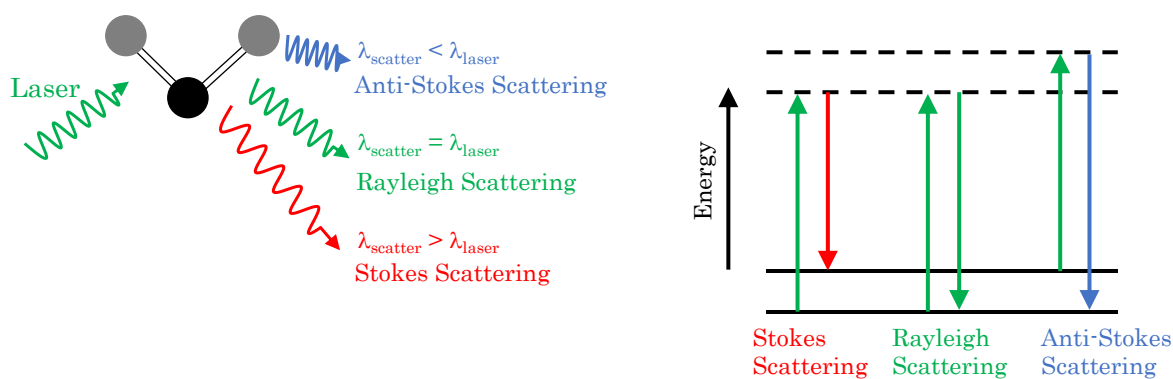 Laser
λscatter < λlaser
Anti-Stokes Scattering
λscatter = λlaser
Rayleigh Scattering
λscatter > λlaser
Stokes Scattering
Energy
Stokes
Scattering
Rayleigh
Scattering
Anti-Stokes
Scattering